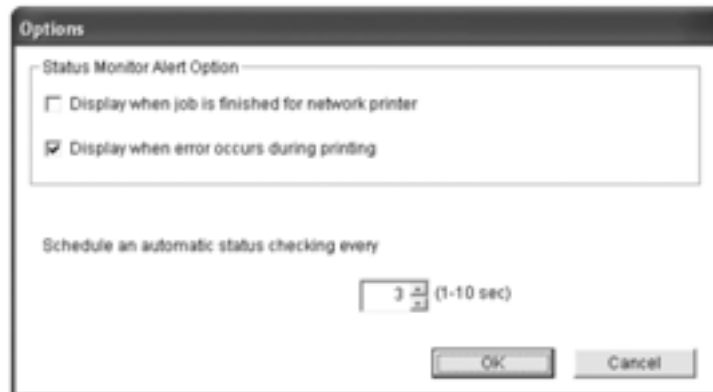 Options
Status Monitor Alert Option
Display when job is finished for network printer
Display when error occurs during printing
Schedule an automatic status checking every
3 (1-10 sec)
OK Cancel